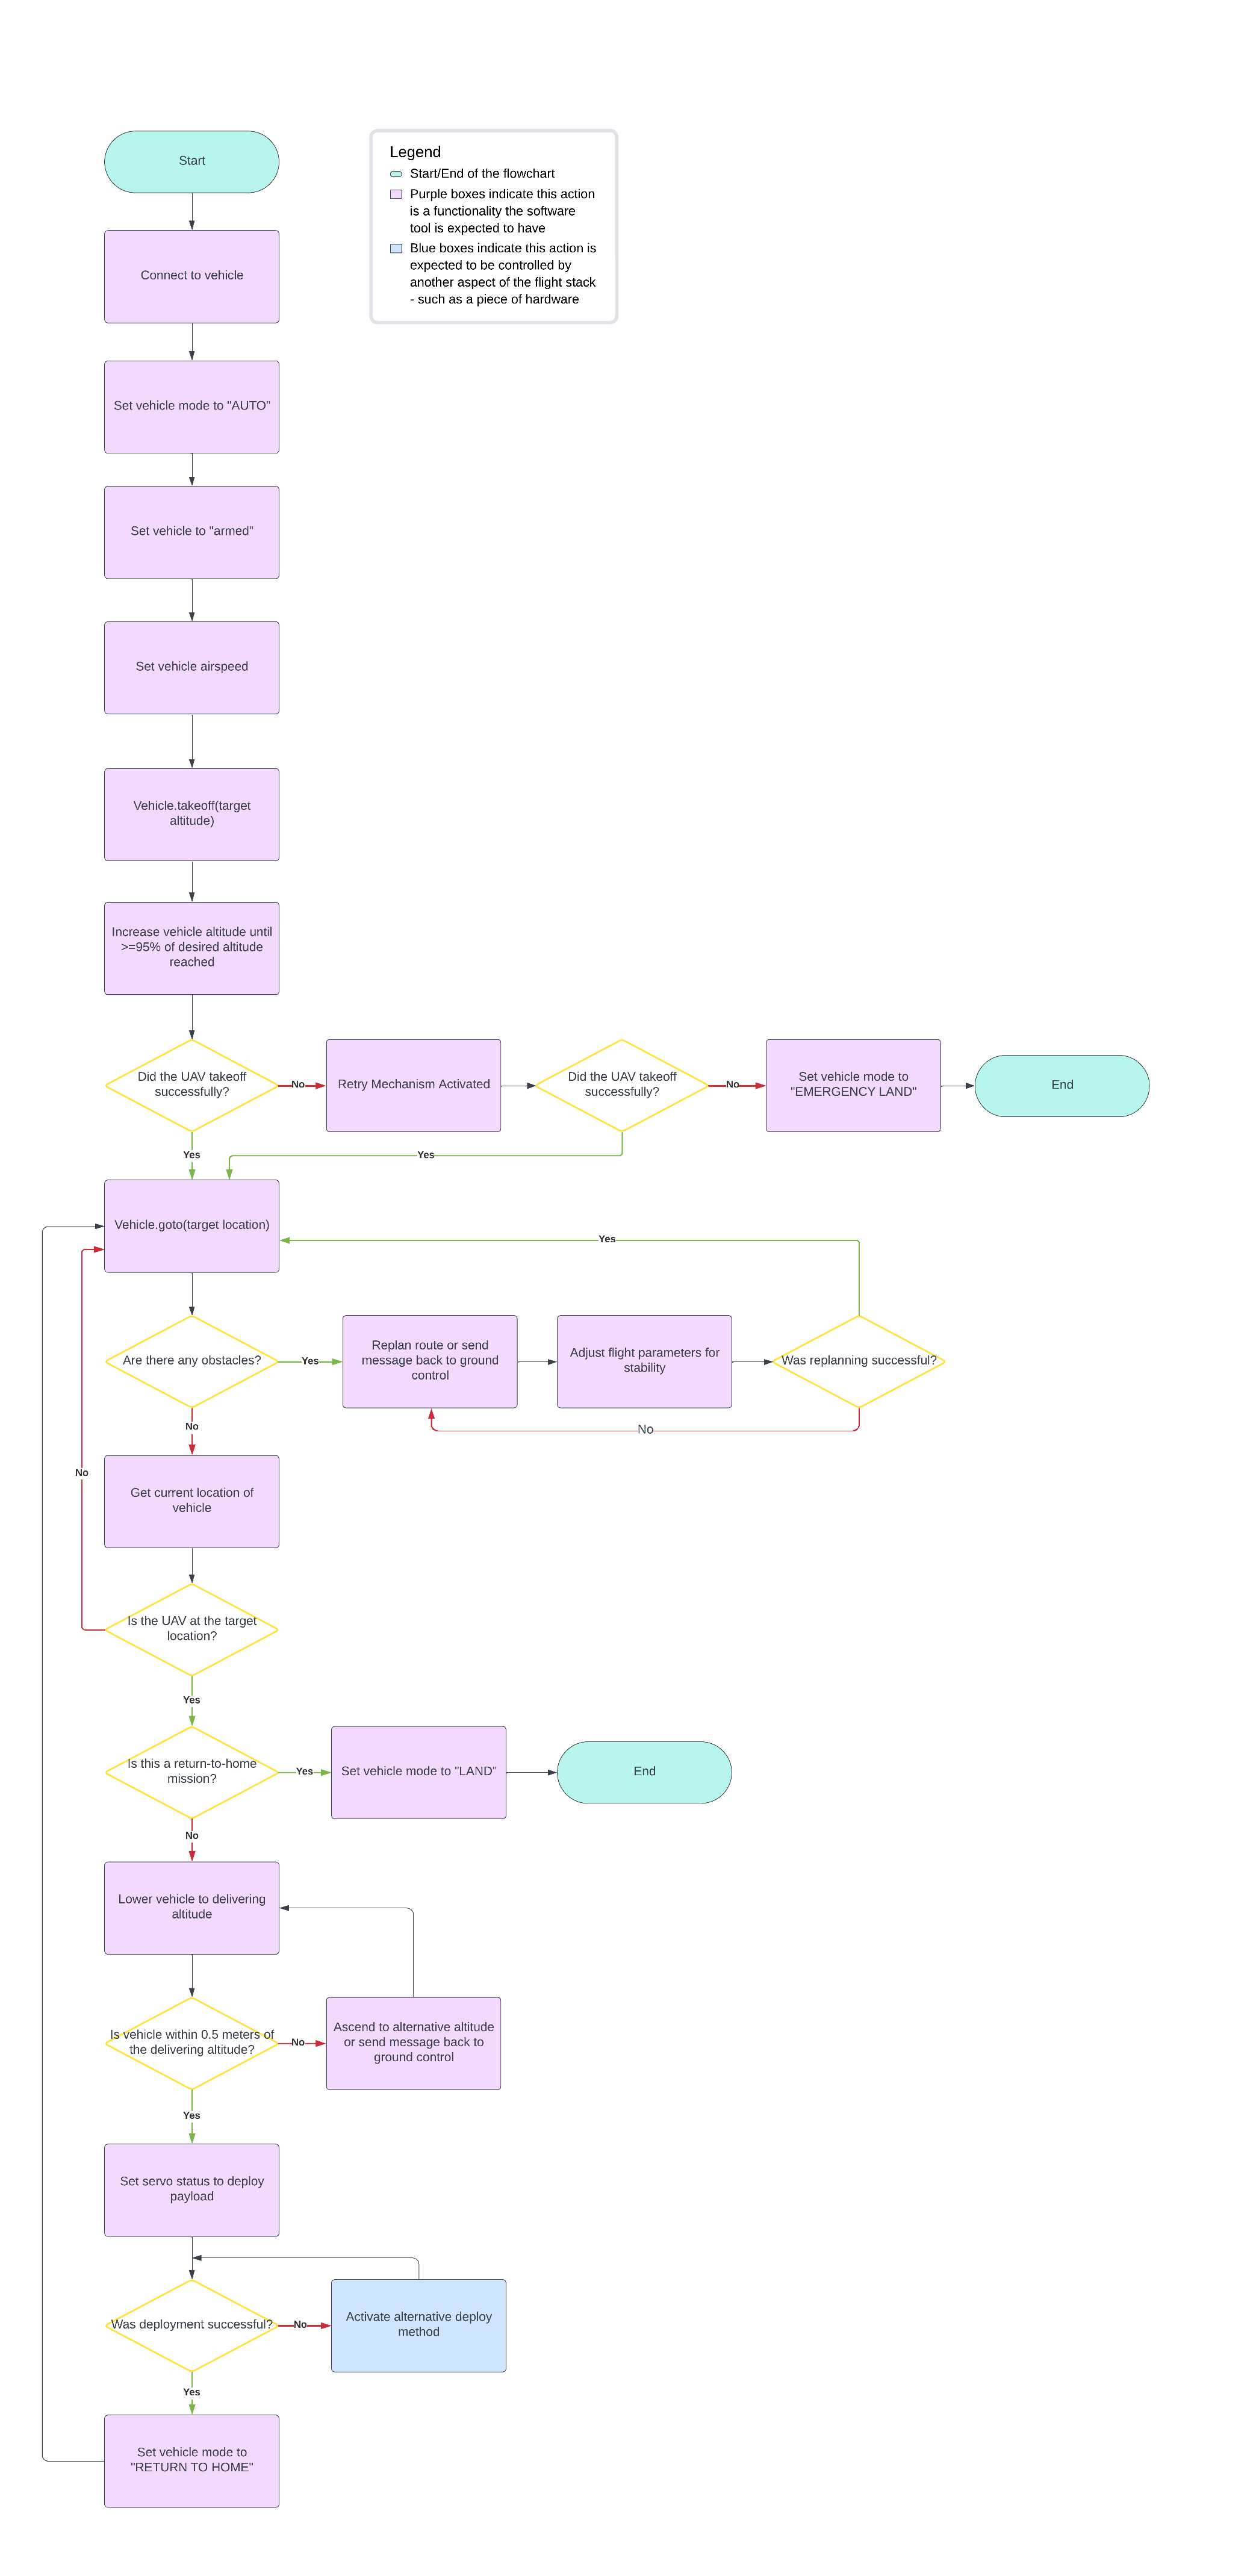 Start
Legend
Start/End of the flowchart
Purple boxes indicate this action
is a functionality the software
tool is expected to have
Blue boxes indicate this action is
expected to be controlled by
another aspect of the flight stack
- such as a piece of hardware
Connect to vehicle
Set vehicle mode to "AUTO"
Set vehicle to "armed"
Set vehicle airspeed
Vehicle.takeoff(target
altitude)
Increase vehicle altitude until
>=95% of desired altitude
reached
Did the UAV takeoff
successfully?
No
Retry Mechanism Activated
Did the UAV takeoff
successfully?
No
Set vehicle mode to
"EMERGENCY LAND"
End
Yes
Yes
Vehicle.goto(target location)
Yes
Are there any obstacles?
Yes
Replan route or send
message back to ground
control
Adjust flight parameters for
stability
Was replanning successful?
No
No
No
Get current location of
vehicle
Is the UAV at the target
location?
Yes
Is this a return-to-home
mission?
Yes
Set vehicle mode to "LAND"
End
No
Lower vehicle to delivering
altitude
Is vehicle within 0.5 meters of
the delivering altitude?
No
Ascend to alternative altitude
or send message back to
ground control
Yes
Set servo status to deploy
payload
Was deployment successful?
No
Activate alternative deploy
method
Yes
Set vehicle mode to
"RETURN TO HOME"